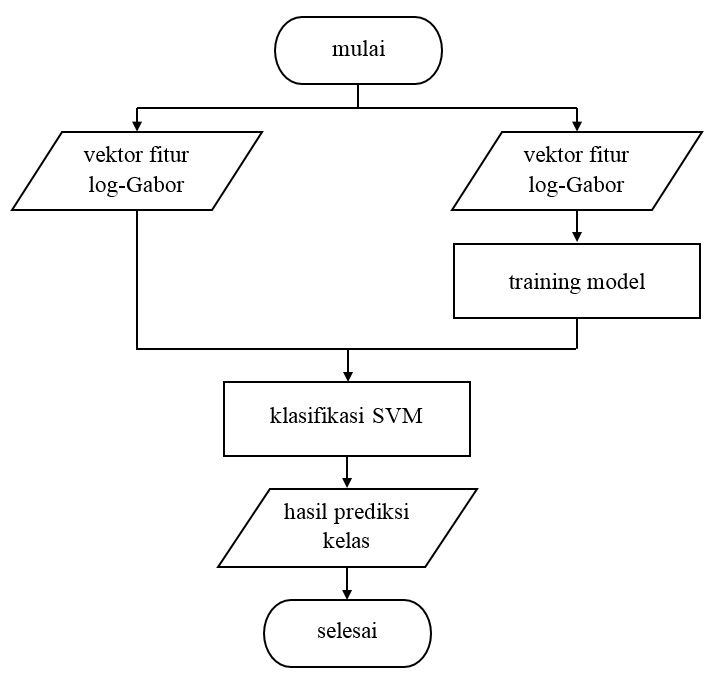 mulai
vektor fitur
log-Gabor
vektor fitur
log-Gabor
training model
klasifikasi SVM
hasil prediksi
kelas
selesai